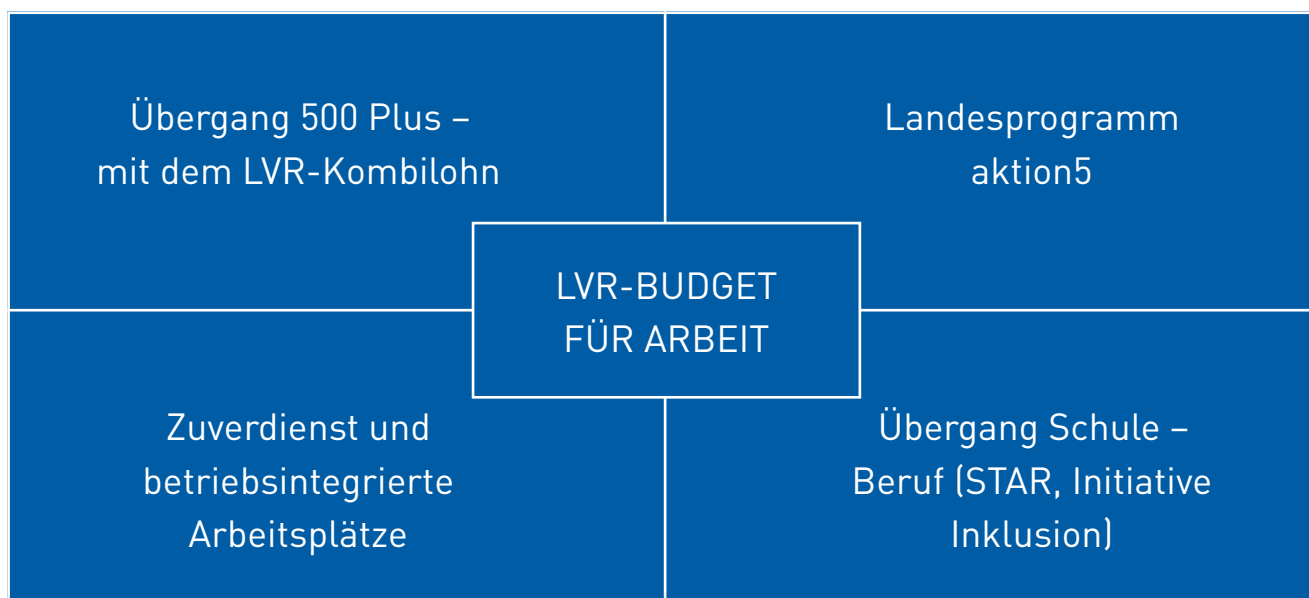 Übergang 500 Plus –
mit dem LVR-Kombilohn
Landesprogramm
aktion5
LVR-BUDGET
FÜR ARBEIT
Zuverdienst und
betriebsintegrierte
Arbeitsplätze
Übergang Schule –
Beruf (STAR, Initiative
Inklusion)